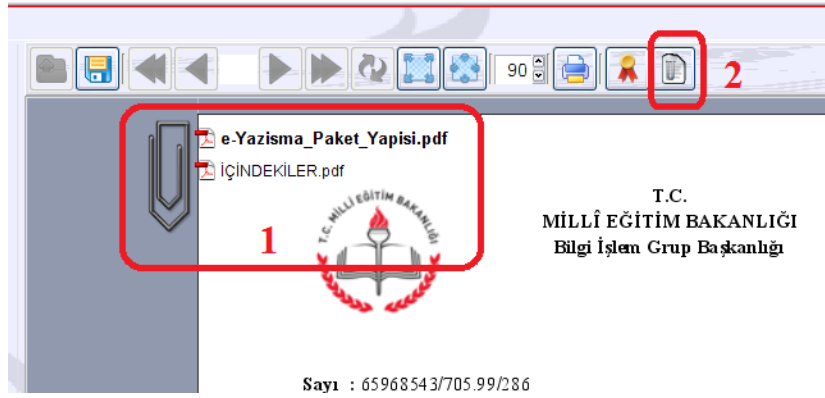 90
2
e-Yazisma_Paket_Yapisi.pdf
İÇİNDEKİLER.pdf
1
T.C. MİLLİ EĞİTİM BAKANLIĞI
T.C.
MİLLÎ EĞİTİM BAKANLIĞI
Bilgi İşlem Grup Başkanlığı
Sayı : 65968543/705.99/286